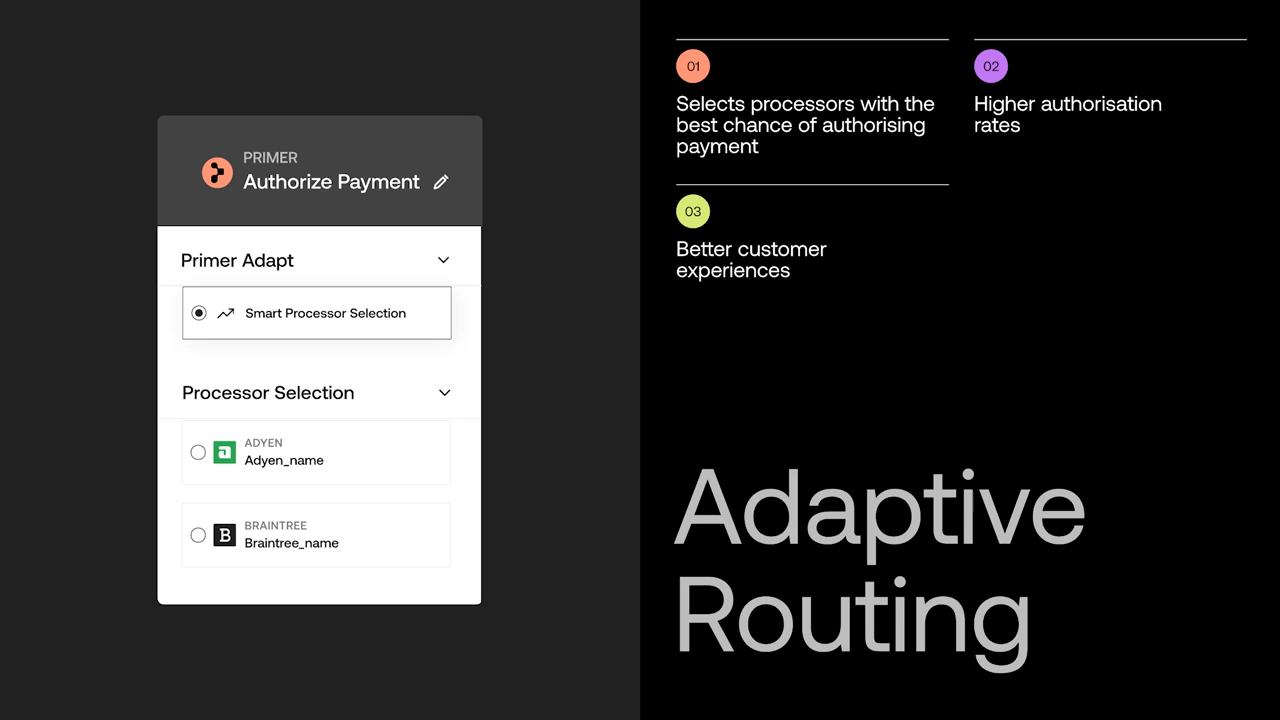 PRIMER
Authorize Payment
Primer Adapt
Smart Processor Selection
Processor Selection
ADYEN
Adyen_name
BRAINTREE
Braintree_name
01
Selects processors with the
best chance of authorising
payment
02
Higher authorisation
rates
03
Better customer
experiences
Adaptive
Routing